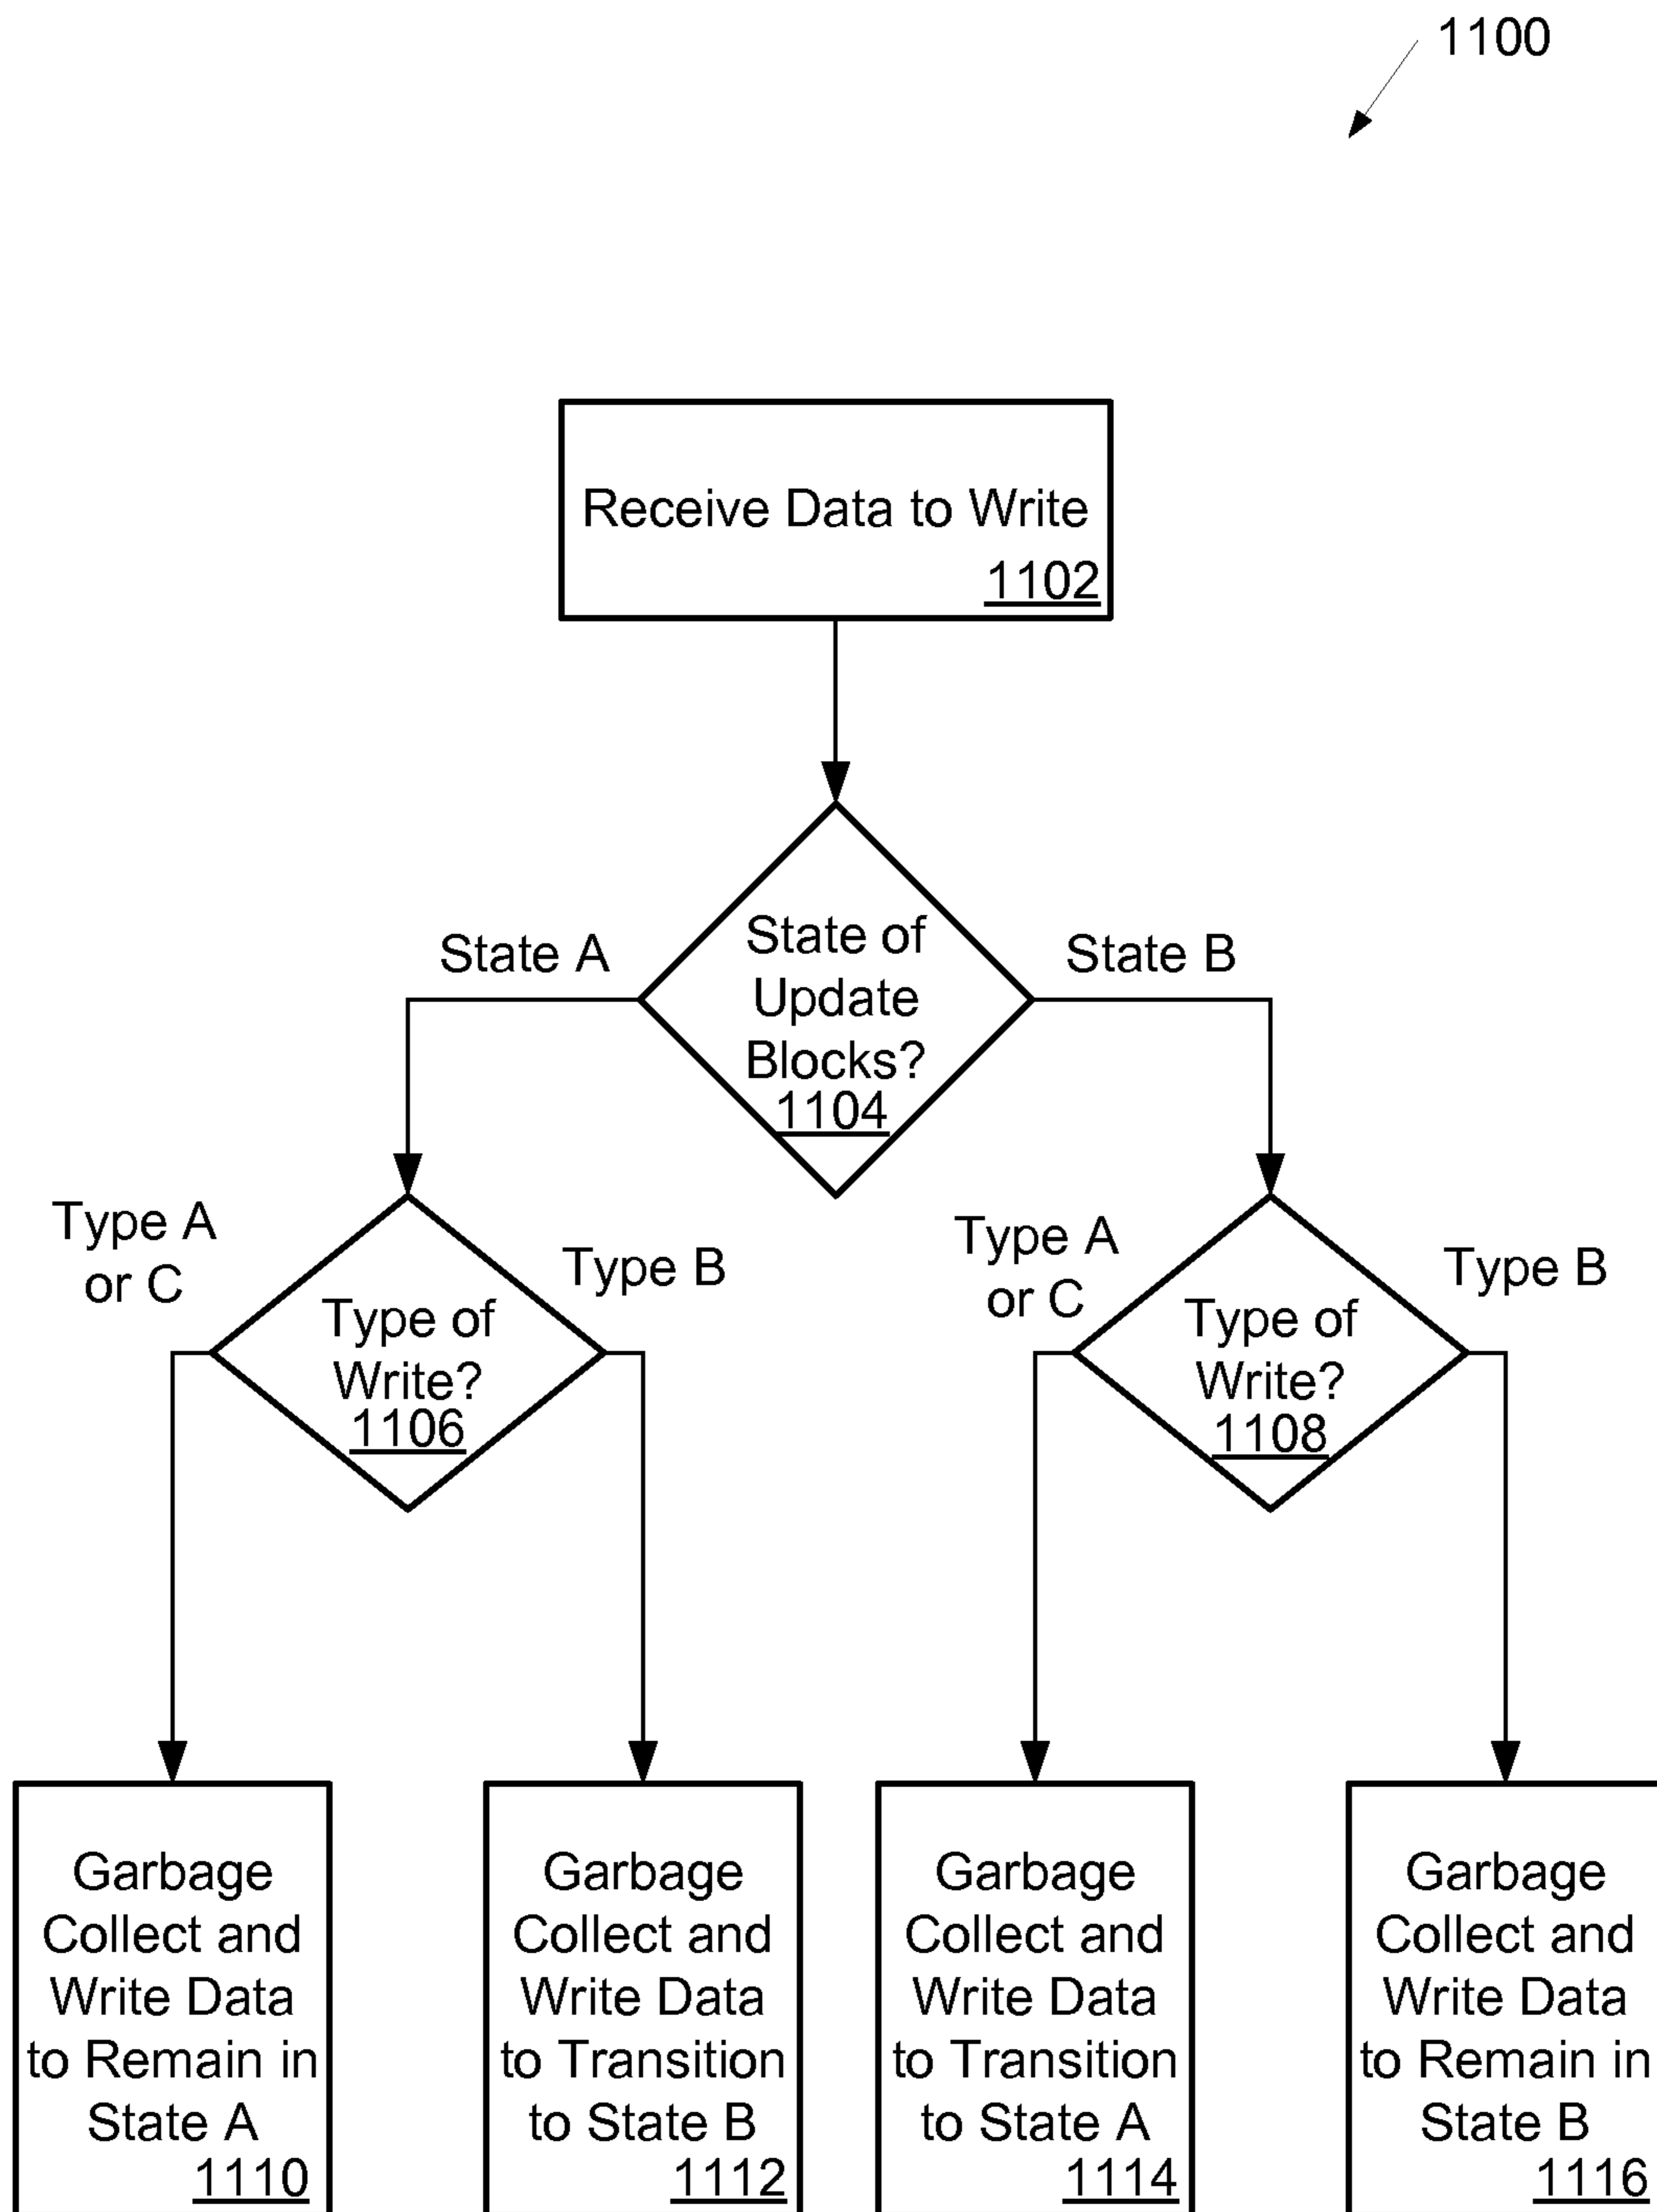 1100
Receive Data to Write
1102
State of
Update
Blocks?
1104
State A
State B
Type A
or C
Type of
Write?
1106
Type B
Type A
or C
Type of
Write?
1108
Type B
Garbage
Collect and
Write Data
to Remain in
State A
1110
Garbage
Collect and
Write Data
to Transition
to State B
1112
Garbage
Collect and
Write Data
to Transition
to State A
1114
Garbage
Collect and
Write Data
to Remain in
State B
1116